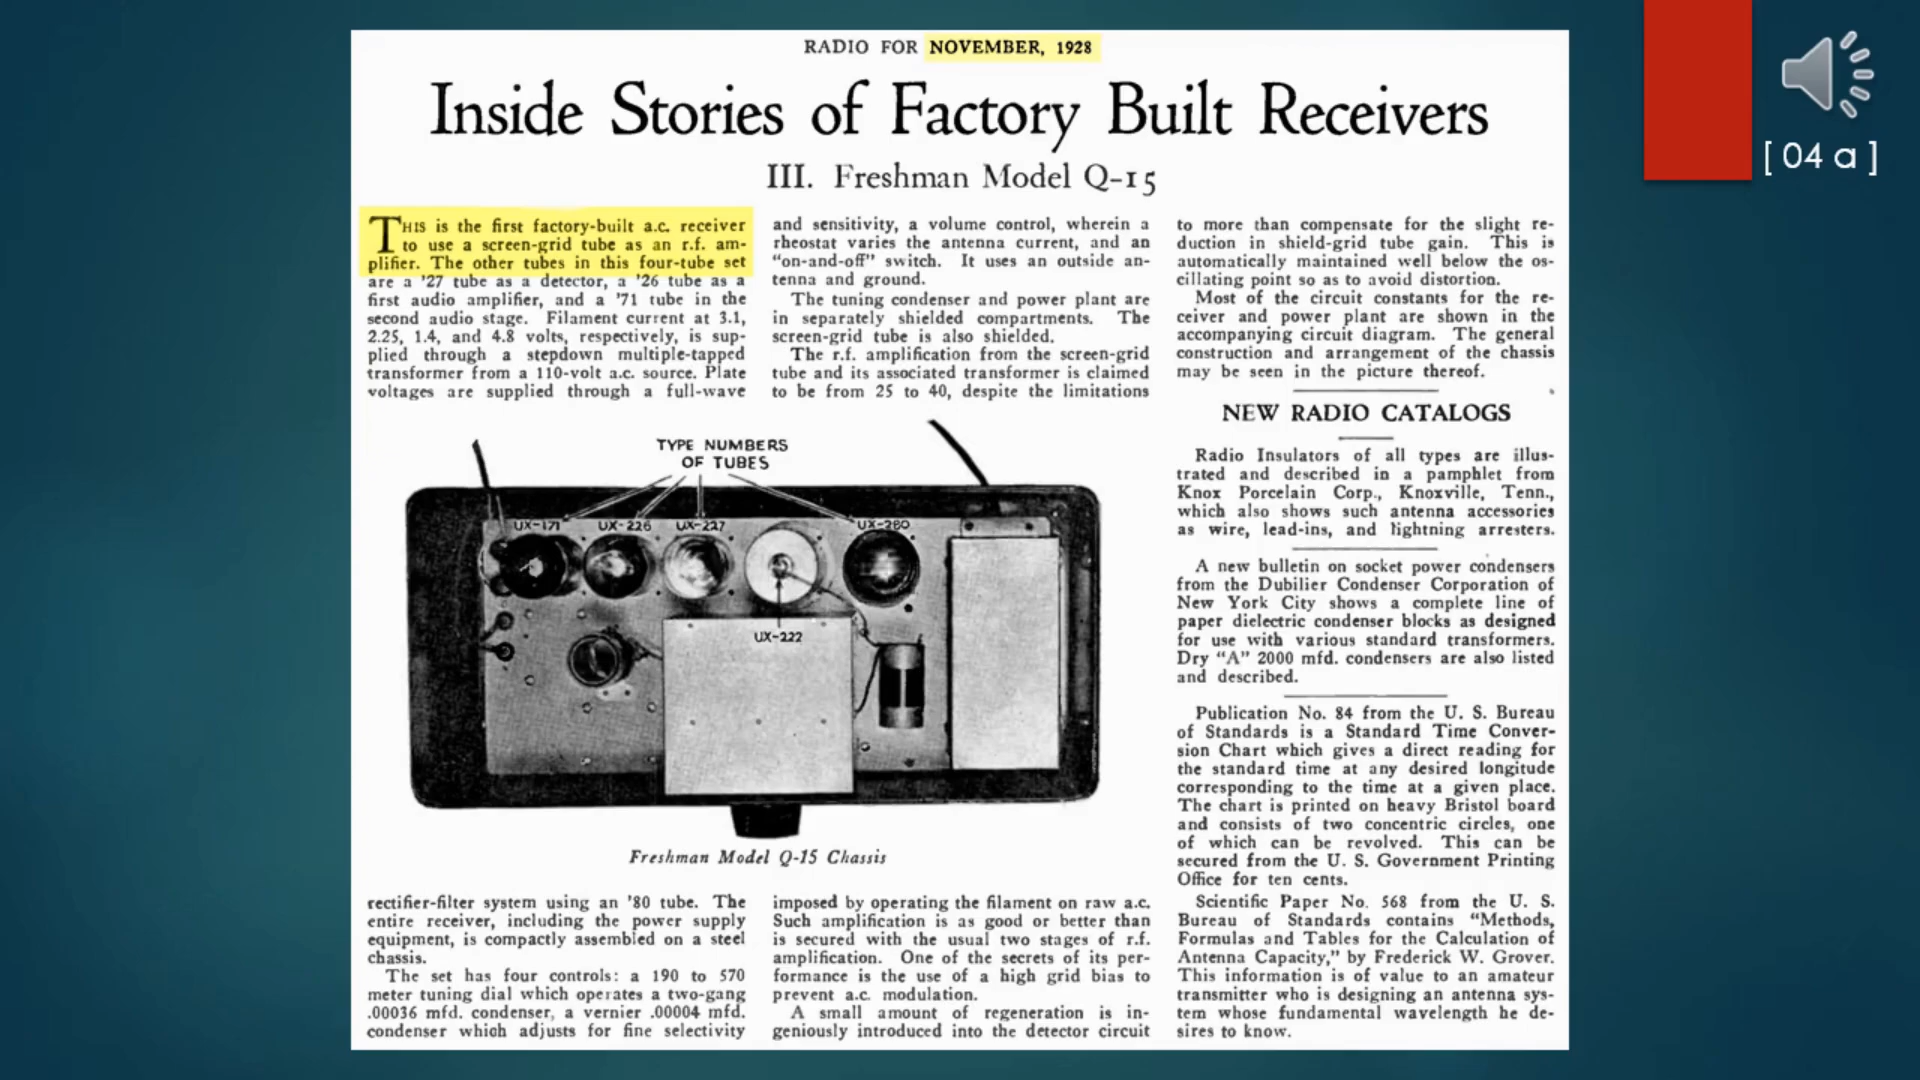 RADIO FOR NOVEMBER, 1928
Inside Stories of Factory Built Receivers
III. Freshman Model Q-15
THIS is the first factory-built a.c. receiver
to use a screen-grid tube as an r.f. am-
plifier. The other tubes in this four-tube set
are a '27 tube as a detector, a '26 tube as a
first audio amplifier, and a '71 tube in the
second audio stage. Filament current at 3.1,
2.25, 1.4, and 4.8 volts, respectively, is sup-
plied through a stepdown multiple-tapped
transformer from a 110-volt a.c. source. Plate
voltages are supplied through a full-wave
and sensitivity, a volume control, wherein a
rheostat varies the antenna current, and an
"on-and-off" switch. It uses an outside an-
tenna and ground.
The tuning condenser and power plant are
in separately shielded compartments. The
screen-grid tube is also shielded.
The r.f. amplification from the screen-grid
tube and its associated transformer is claimed
to be from 25 to 40, despite the limitations
TYPE NUMBERS
OF TUBES
UX-171 UX-226 UX-227 UX-280
UX-222
Freshman Model Q-15 Chassis
rectifier-filter system using an '80 tube. The
entire receiver, including the power supply
equipment, is compactly assembled on a steel
chassis.
The set has four controls: a 190 to 570
meter tuning dial which operates a two-gang
.00036 mfd. condenser, a vernier .00004 mfd.
condenser which adjusts for fine selectivity
imposed by operating the filament on raw a.c.
Such amplification is as good or better than
is secured with the usual two stages of r.f.
amplification. One of the secrets of its per-
formance is the use of a high grid bias to
prevent a.c. modulation.
A small amount of regeneration is in-
geniously introduced into the detector circuit
to more than compensate for the slight re-
duction in shield-grid tube gain. This is
automatically maintained well below the os-
cillating point so as to avoid distortion.
Most of the circuit constants for the re-
ceiver and power plant are shown in the
accompanying circuit diagram. The general
construction and arrangement of the chassis
may be seen in the picture thereof.
NEW RADIO CATALOGS
Radio Insulators of all types are illus-
trated and described in a pamphlet from
Knox Porcelain Corp., Knoxville, Tenn.,
which also shows such antenna accessories
as wire, lead-ins, and lightning arresters.
A new bulletin on socket power condensers
from the Dubilier Condenser Corporation of
New York City shows a complete line of
paper dielectric condenser blocks as designed
for use with various standard transformers.
Dry "A" 2000 mfd. condensers are also listed
and described.
Publication No. 84 from the U. S. Bureau
of Standards is a Standard Time Conver-
sion Chart which gives a direct reading for
the standard time at any desired longitude
corresponding to the time at a given place.
The chart is printed on heavy Bristol board
and consists of two concentric circles, one
of which can be revolved. This can be
secured from the U. S. Government Printing
Office for ten cents.
Scientific Paper No. 568 from the U. S.
Bureau of Standards contains "Methods,
Formulas and Tables for the Calculation of
Antenna Capacity," by Frederick W. Grover.
This information is of value to an amateur
transmitter who is designing an antenna sys-
tem whose fundamental wavelength he de-
sires to know.
[ 04 a ]